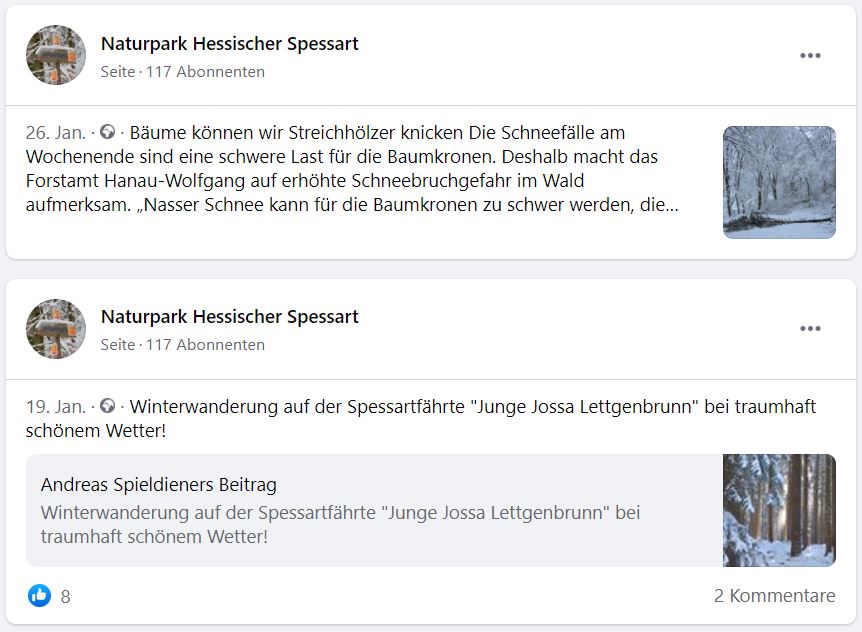 Naturpark Hessischer Spessart
Seite · 117 Abonnenten
26. Jan. · · Bäume können wir Streichhölzer knicken Die Schneefälle am
Wochenende sind eine schwere Last für die Baumkronen. Deshalb macht das
Forstamt Hanau-Wolfgang auf erhöhte Schneebruchgefahr im Wald
aufmerksam. „Nasser Schnee kann für die Baumkronen zu schwer werden, die...
Naturpark Hessischer Spessart
Seite · 117 Abonnenten
19. Jan. · · Winterwanderung auf der Spessartfährte "Junge Jossa Lettgenbrunn" bei traumhaft
schönem Wetter!
Andreas Spieldieners Beitrag
Winterwanderung auf der Spessartfährte "Junge Jossa Lettgenbrunn" bei
traumhaft schönem Wetter!
8
2 Kommentare